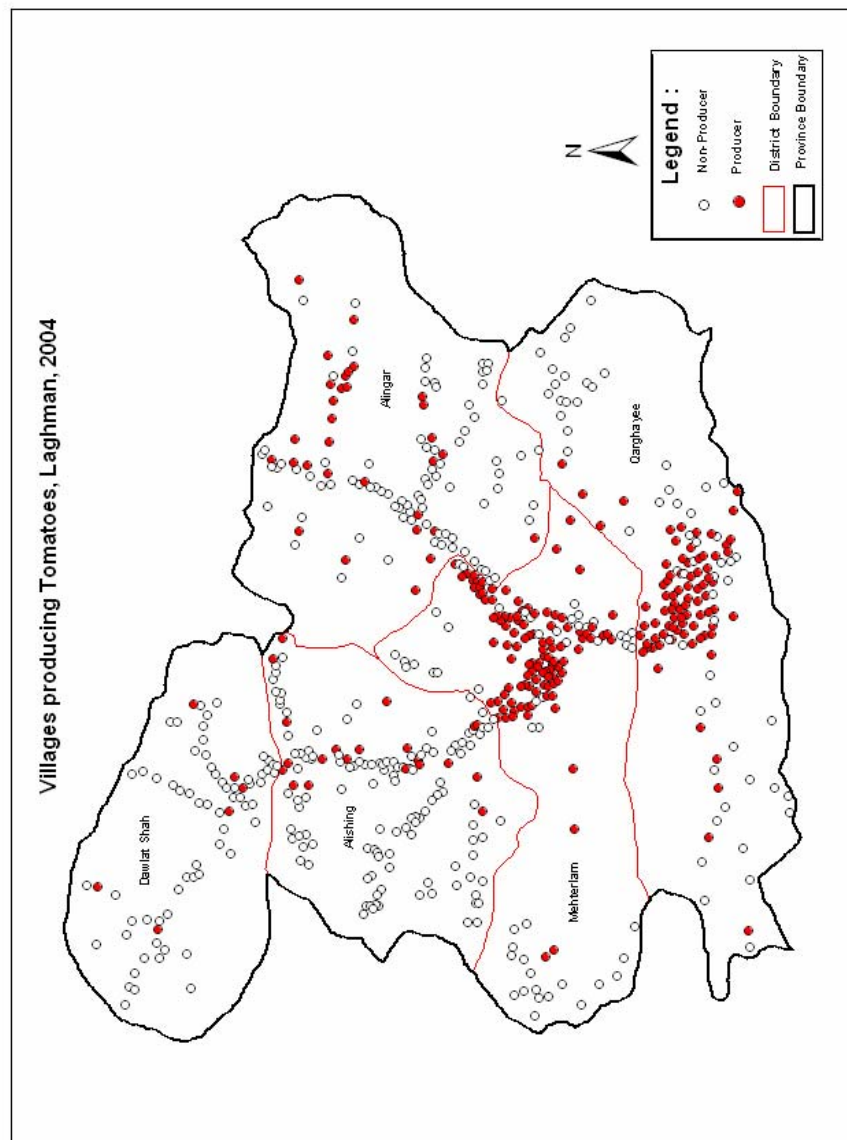 Villages producing Tomatoes, Laghman, 2004
Dawlat Shah
Alishing
Alingar
Mehterlam
Qarghayee
N
Legend :
Non-Producer
Producer
District Boundary
Province Boundary